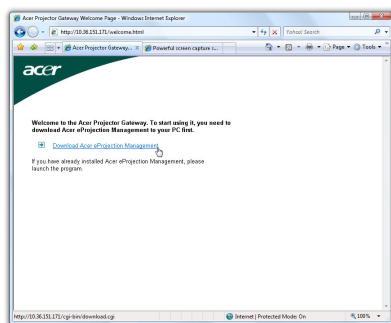 Acer Projector Gateway Welcome Page - Windows Internet Explorer
http://10.36.151.171/welcome.html
Yahoo! Search
Acer Projector Gateway...
Powerful screen capture s...
Page
Tools
acer
Welcome to the Acer Projector Gateway. To start using it, you need to
download Acer eProjection Management to your PC first.
Download Acer eProjection Management
If you have already installed Acer eProjection Management, please
launch the program.
http://10.36.151.171/cgi-bin/download.cgi
Internet | Protected Mode: On
100%